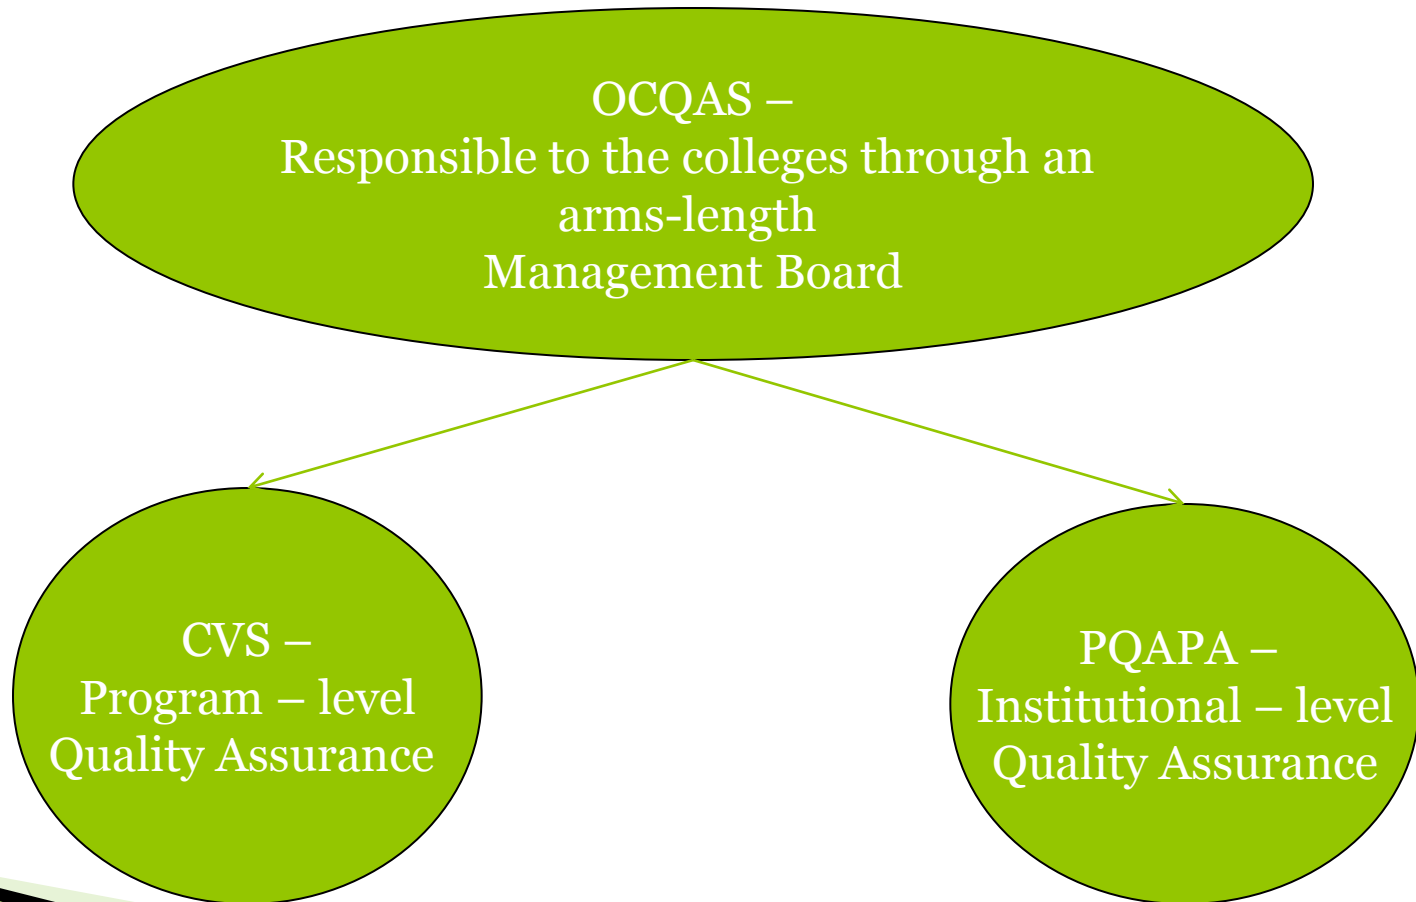 OCQAS –
Responsible to the colleges through an
arms-length
Management Board
CVS –
Program – level
Quality Assurance
PQAPA –
Institutional – level
Quality Assurance